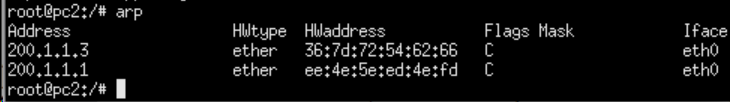 root@pc2:/# arp
Address HWtype HWaddress Flags Mask Iface
200.1.1.3 ether 36:7d:72:54:62:66 C eth0
200.1.1.1 ether ee:4e:5e:ed:4e:fd C eth0
root@pc2:/#